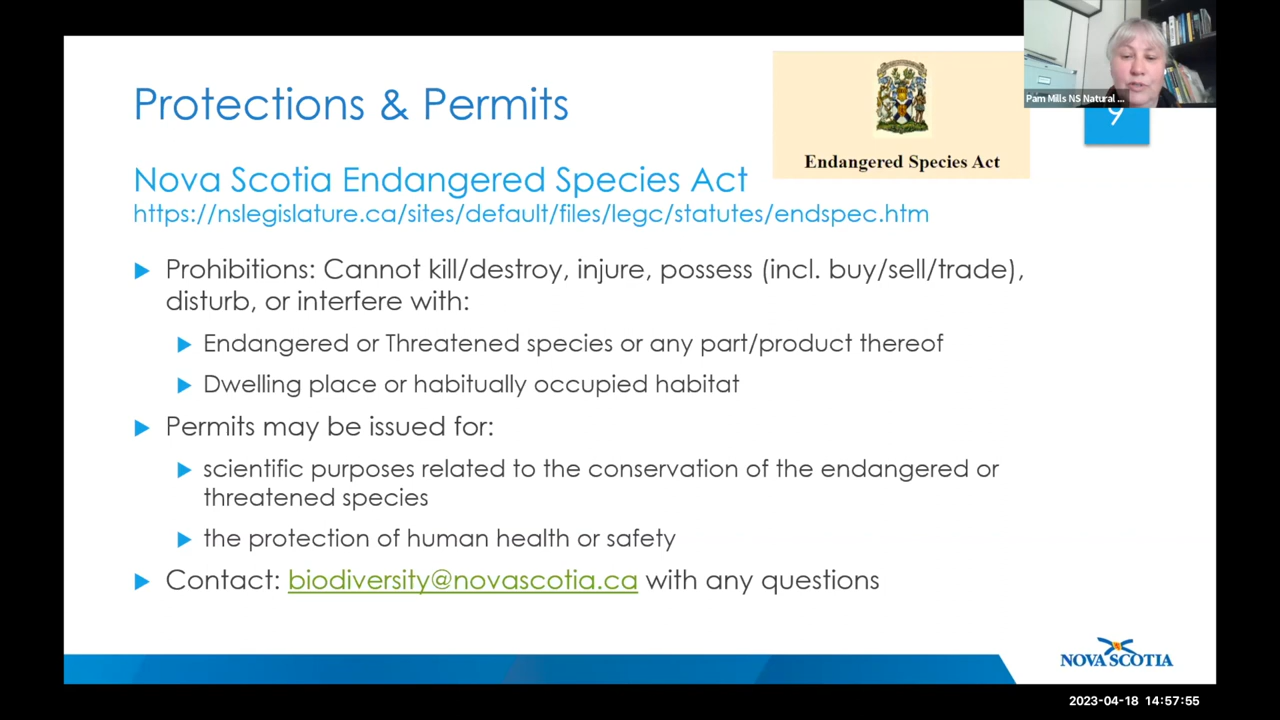 Protections & Permits
Endangered Species Act
Pam Mills NS Natural ...
9
Nova Scotia Endangered Species Act
https://nslegislature.ca/sites/default/files/legc/statutes/endspec.htm
Prohibitions: Cannot kill/destroy, injure, possess (incl. buy/sell/trade),
disturb, or interfere with:
Endangered or Threatened species or any part/product thereof
Dwelling place or habitually occupied habitat
Permits may be issued for:
scientific purposes related to the conservation of the endangered or
threatened species
the protection of human health or safety
Contact: biodiversity@novascotia.ca with any questions
NOVA SCOTIA
2023-04-18 14:57:55